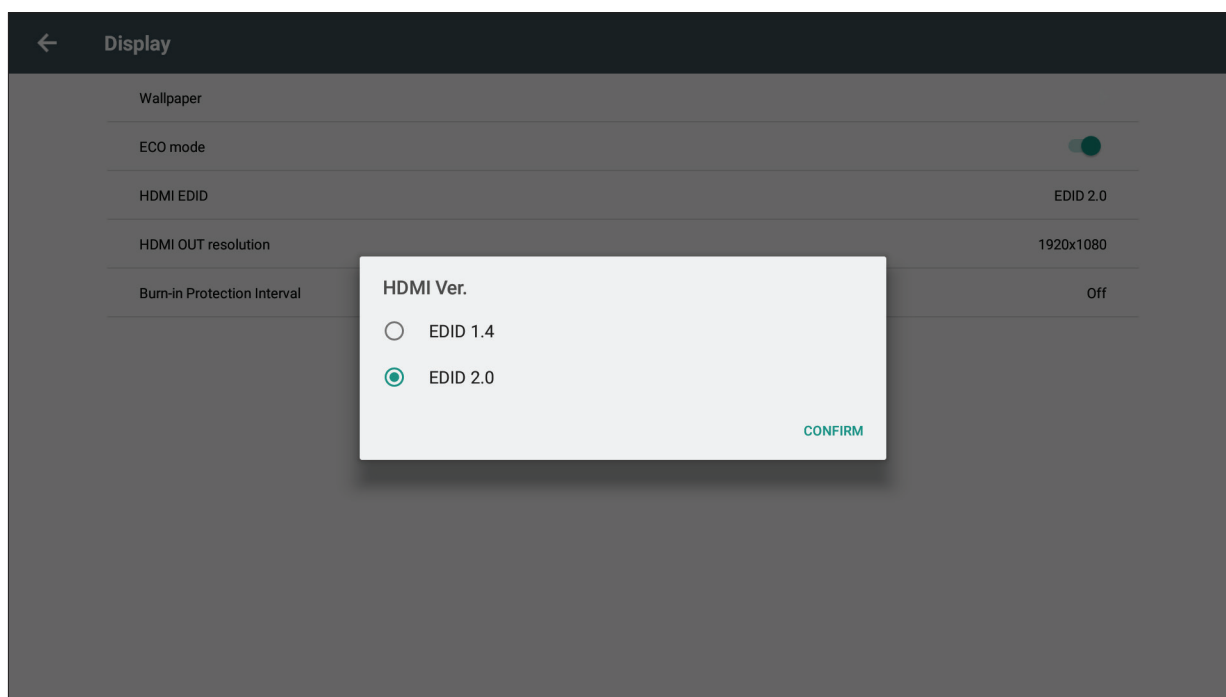 Display
Wallpaper
ECO mode
HDMI EDID EDID 2.0
HDMI OUT resolution 1920x1080
Burn-in Protection Interval Off
HDMI Ver.
EDID 1.4
EDID 2.0
CONFIRM